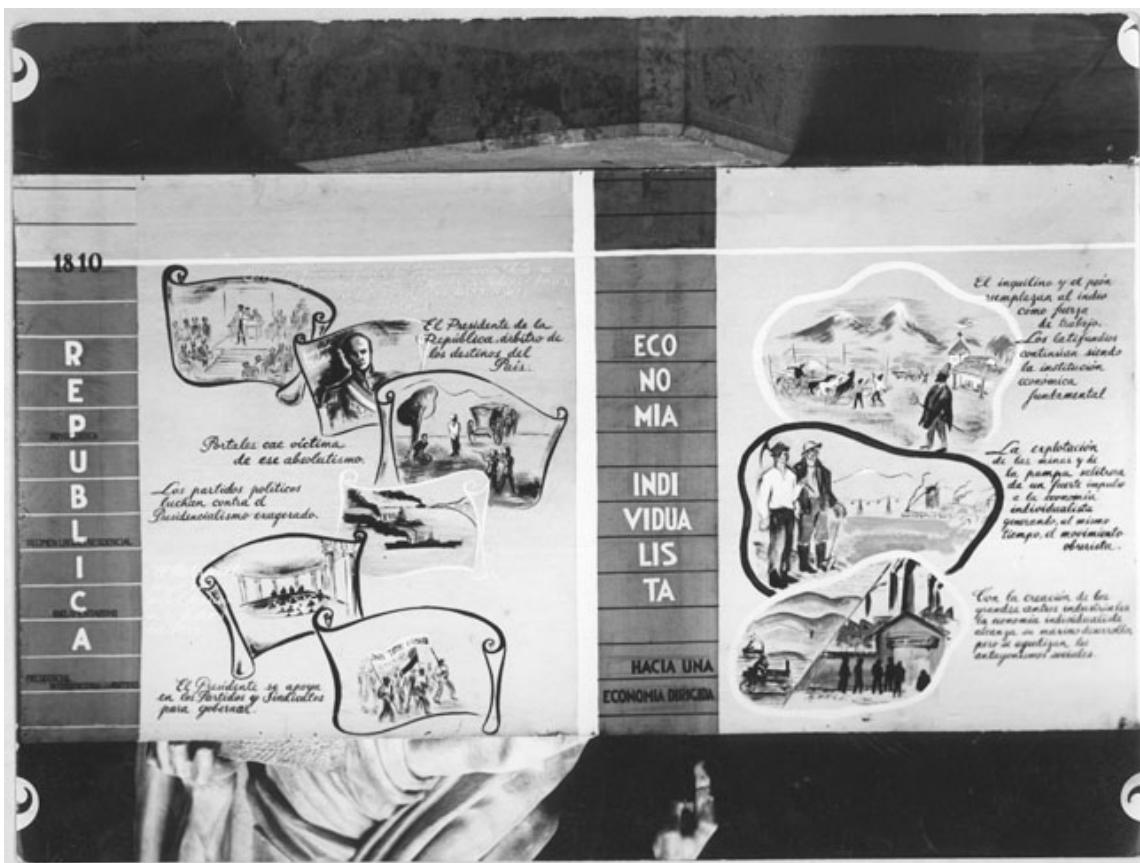 1810
REPUBLICA
PRESIDENCIAL
El Presidente de la
República, árbitro de
los destinos del
País.
Portales cae víctima
de ese absolutismo.
Los partidos políticos
luchan contra el
Presidencialismo exagerado.
El Presidente se apoya
en los Partidos y Sindicatos
para gobernar.
ECO
NO
MIA
INDI
VIDUA
LIS
TA
HACIA UNA
ECONOMIA DIRIGIDA
El inquilino y el peón
reemplazan al indio
como fuerza
de trabajo.
Los latifundios
continúan siendo
la institución
económica
fundamental
La explotación
de las minas y de
la pampa salitrera
da un fuerte impulso
a la economía
individualista
generando, al mismo
tiempo, el movimiento
obrerista.
Con la creación de los
grandes centros industriales
la economía individualista
alcanza su máximo desarrollo,
pero se agudizan los
antagonismos sociales.